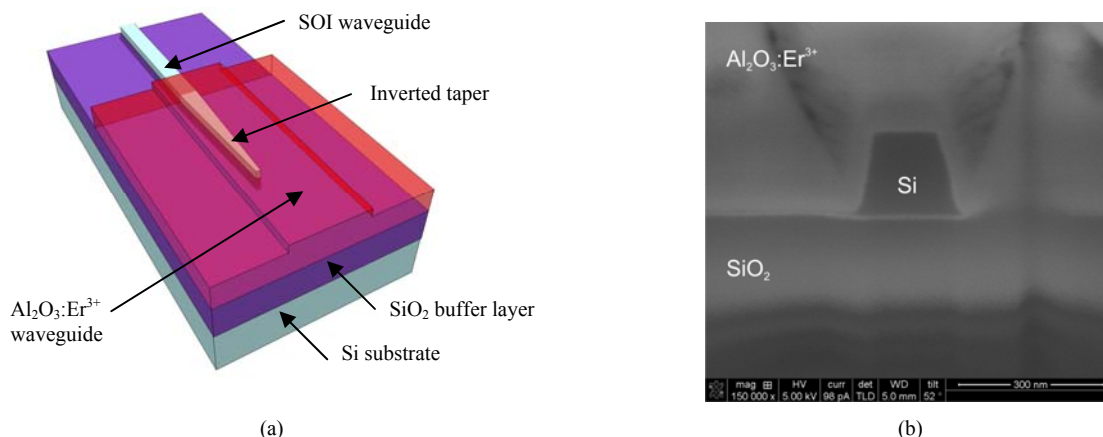 SOI waveguide
Inverted taper
Al₂O₃:Er³⁺
waveguide
SiO₂ buffer layer
Si substrate
(a)
Al₂O₃:Er³⁺
Si
SiO₂
mag HV curr det WD tilt 300 nm
150 000 x 5.00 kV 98 pA TLD 5.0 mm 52 °
(b)